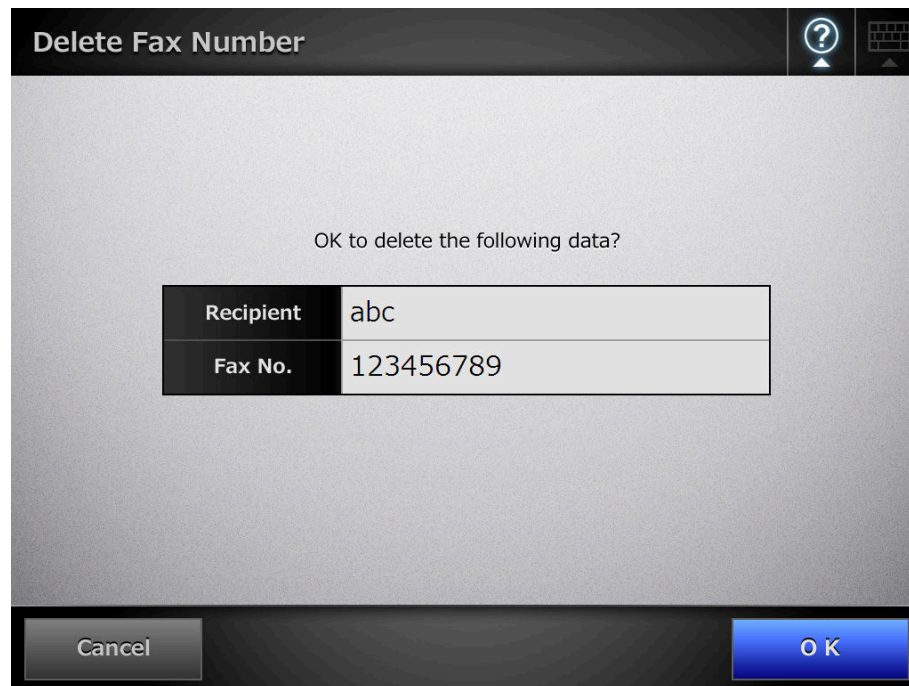 Delete Fax Number
?
OK to delete the following data?
Recipient abc
Fax No. 123456789
Cancel
OK